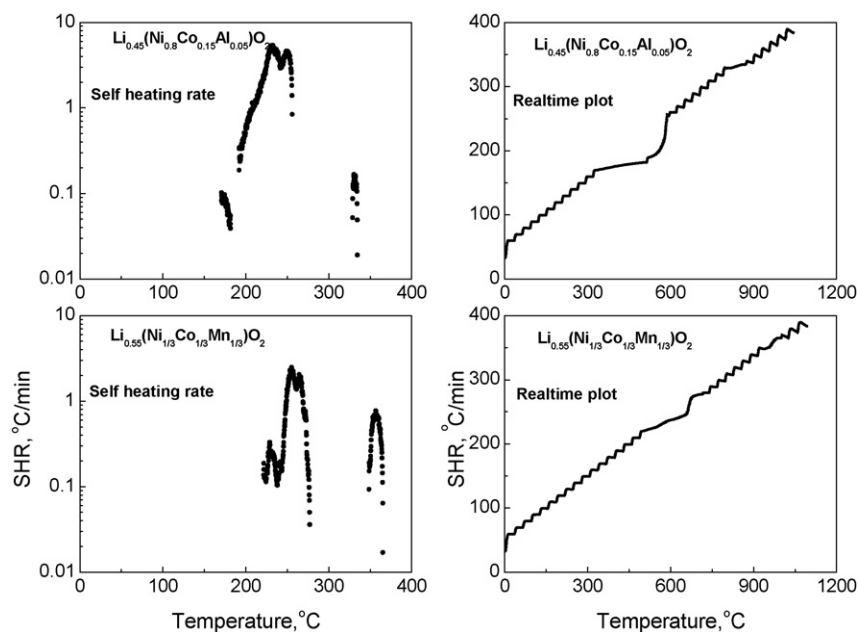 10
1
0.1
0.01
Li0.45(Ni0.8Co0.15Al0.05)O2
Self heating rate
0 100 200 300 400
400
300
200
100
0
Li0.45(Ni0.8Co0.15Al0.05)O2
Realtime plot
0 300 600 900 1200
SHR, oC/min
10
1
0.1
0.01
Li0.55(Ni1/3Co1/3Mn1/3)O2
Self heating rate
0 100 200 300 400
Temperature,oC
SHR, oC/min
400
300
200
100
0
Li0.55(Ni1/3Co1/3Mn1/3)O2
Realtime plot
0 300 600 900 1200
Temperature,oC